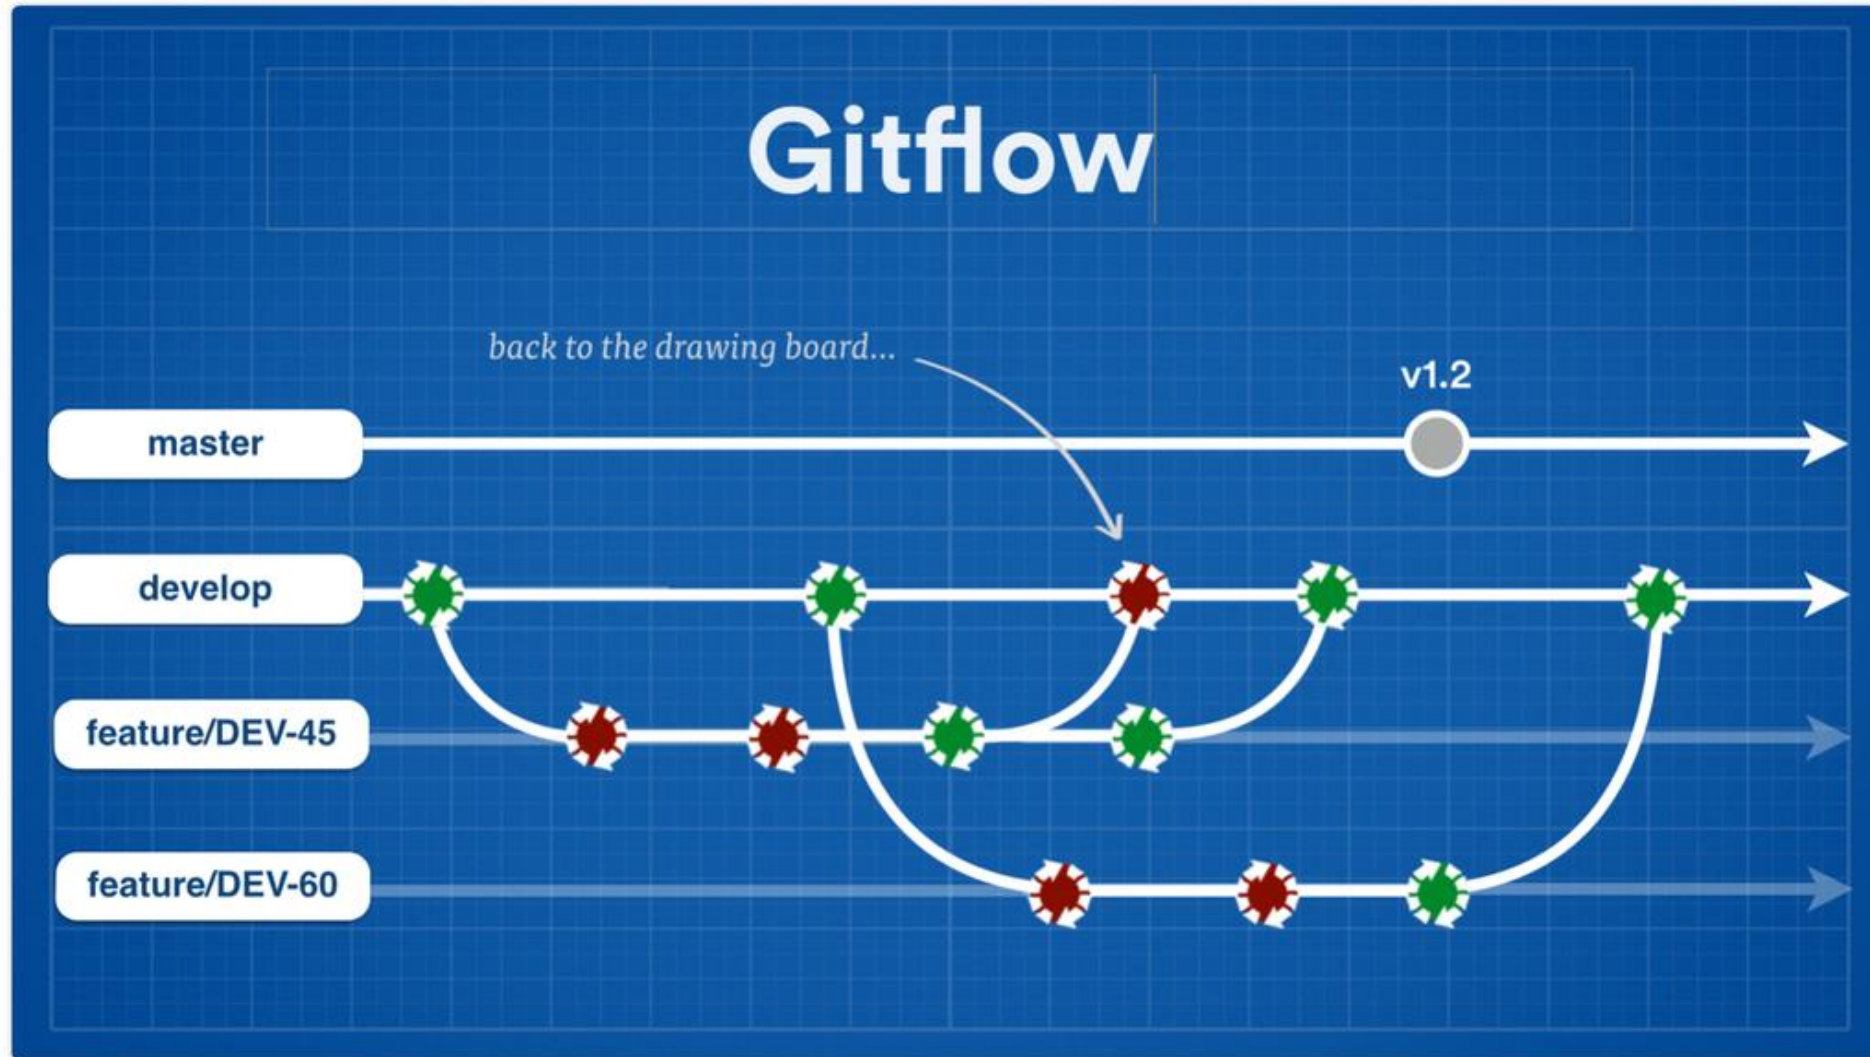 Gitflow
back to the drawing board...
v1.2
master
develop
feature/DEV-45
feature/DEV-60